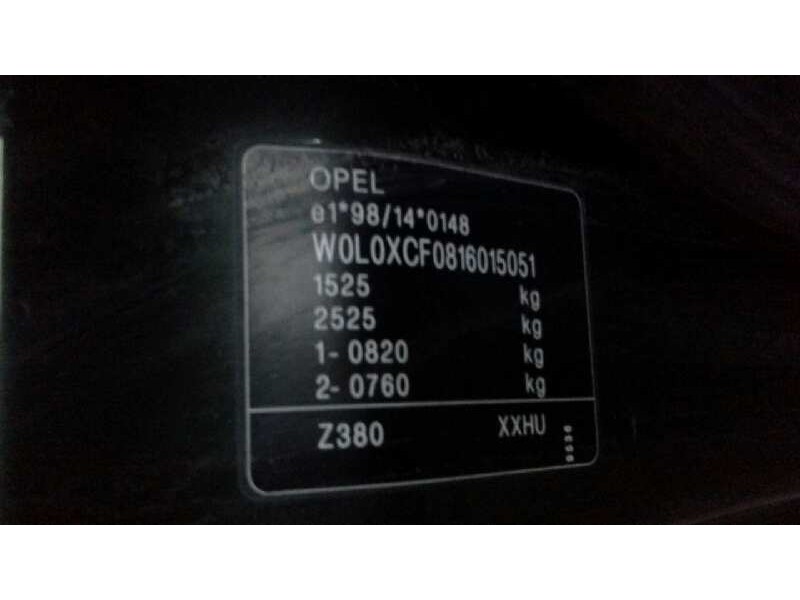 OPEL
e1*98/14*0148
W0L0XCF0816015051
1525 kg
2525 kg
1- 0820 kg
2- 0760 kg
Z380 XXHU